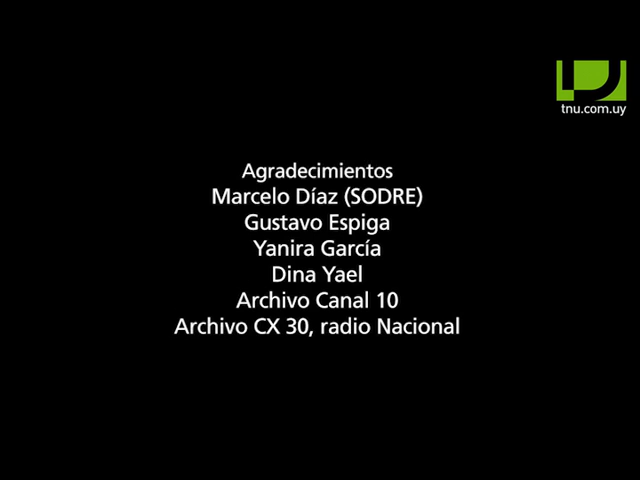 tnu.com.uy
Agradecimientos
Marcelo Díaz (SODRE)
Gustavo Espiga
Yanira García
Dina Yael
Archivo Canal 10
Archivo CX 30, radio Nacional